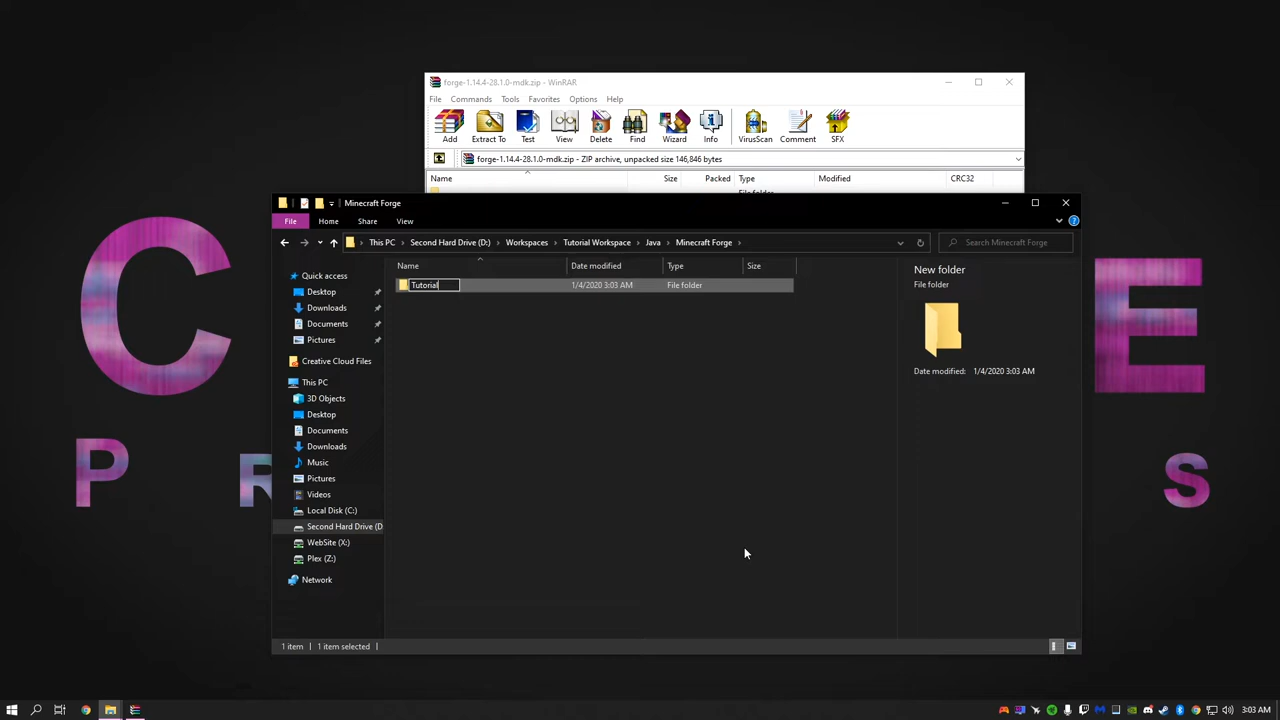 forge-1.14.4-28.1.0-mdk.zip - WinRAR
File Commands Tools Favorites Options Help
Add Extract To Test View Delete Find Wizard Info VirusScan Comment SFX
forge-1.14.4-28.1.0-mdk.zip - ZIP archive, unpacked size 146,846 bytes
Name Size Packed Type Modified CRC32
File folder
Minecraft Forge
File Home Share View
This PC > Second Hard Drive (D:) > Workspaces > Tutorial Workspace > Java > Minecraft Forge >
Search Minecraft Forge
Name Date modified Type Size
Tutorial 1/4/2020 3:03 AM File folder
New folder
File folder
Date modified: 1/4/2020 3:03 AM
Quick access
Desktop
Downloads
Documents
Pictures
Creative Cloud Files
This PC
3D Objects
Desktop
Documents
Downloads
Music
Pictures
Videos
Local Disk (C:)
Second Hard Drive (D
WebSite (X:)
Plex (Z:)
Network
1 item 1 item selected
C E
P R S
3:03 AM